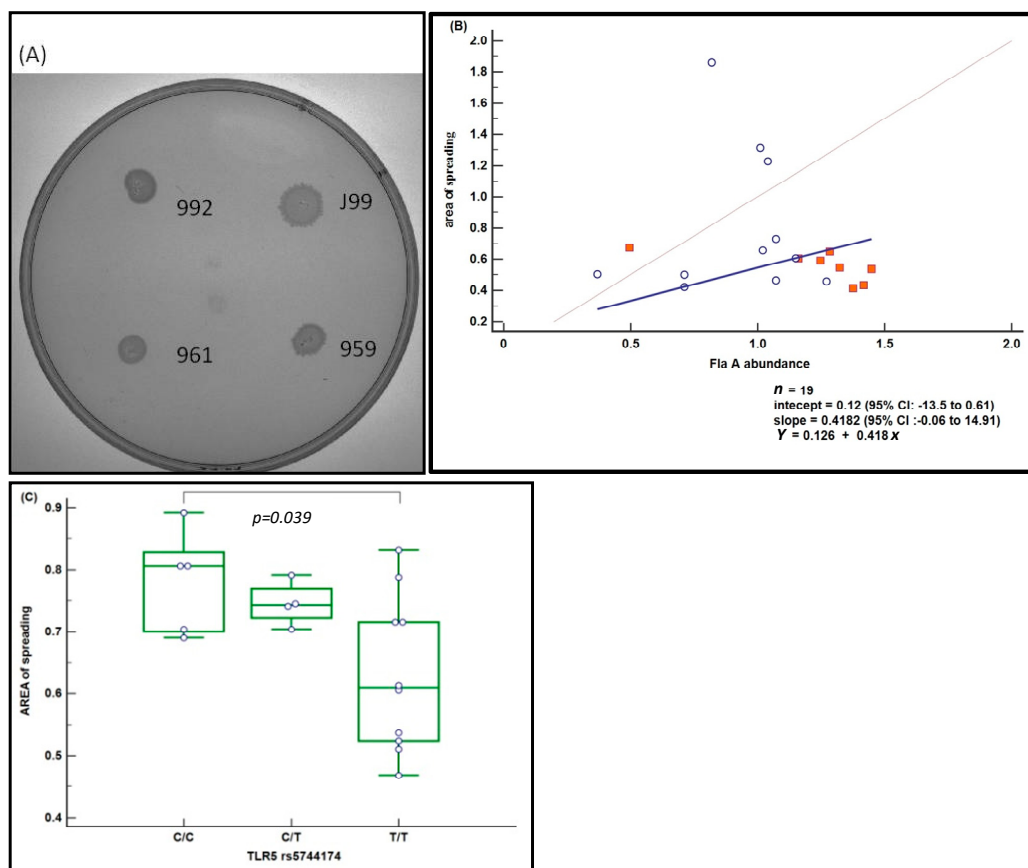 (A)
992
J99
961
959
(B)
2.0
1.8
1.6
1.4
1.2
1.0
0.8
0.6
0.4
0.2
area of spreading
0 0.5 1.0 1.5 2.0
Fla A abundance
n = 19
intecept = 0.12 (95% CI: -13.5 to 0.61)
slope = 0.4182 (95% CI :-0.06 to 14.91)
Y = 0.126 + 0.418 x
(C)
p=0.039
0.9
0.8
0.7
0.6
0.5
0.4
AREA of spreading
C/C C/T T/T
TLR5 rs5744174